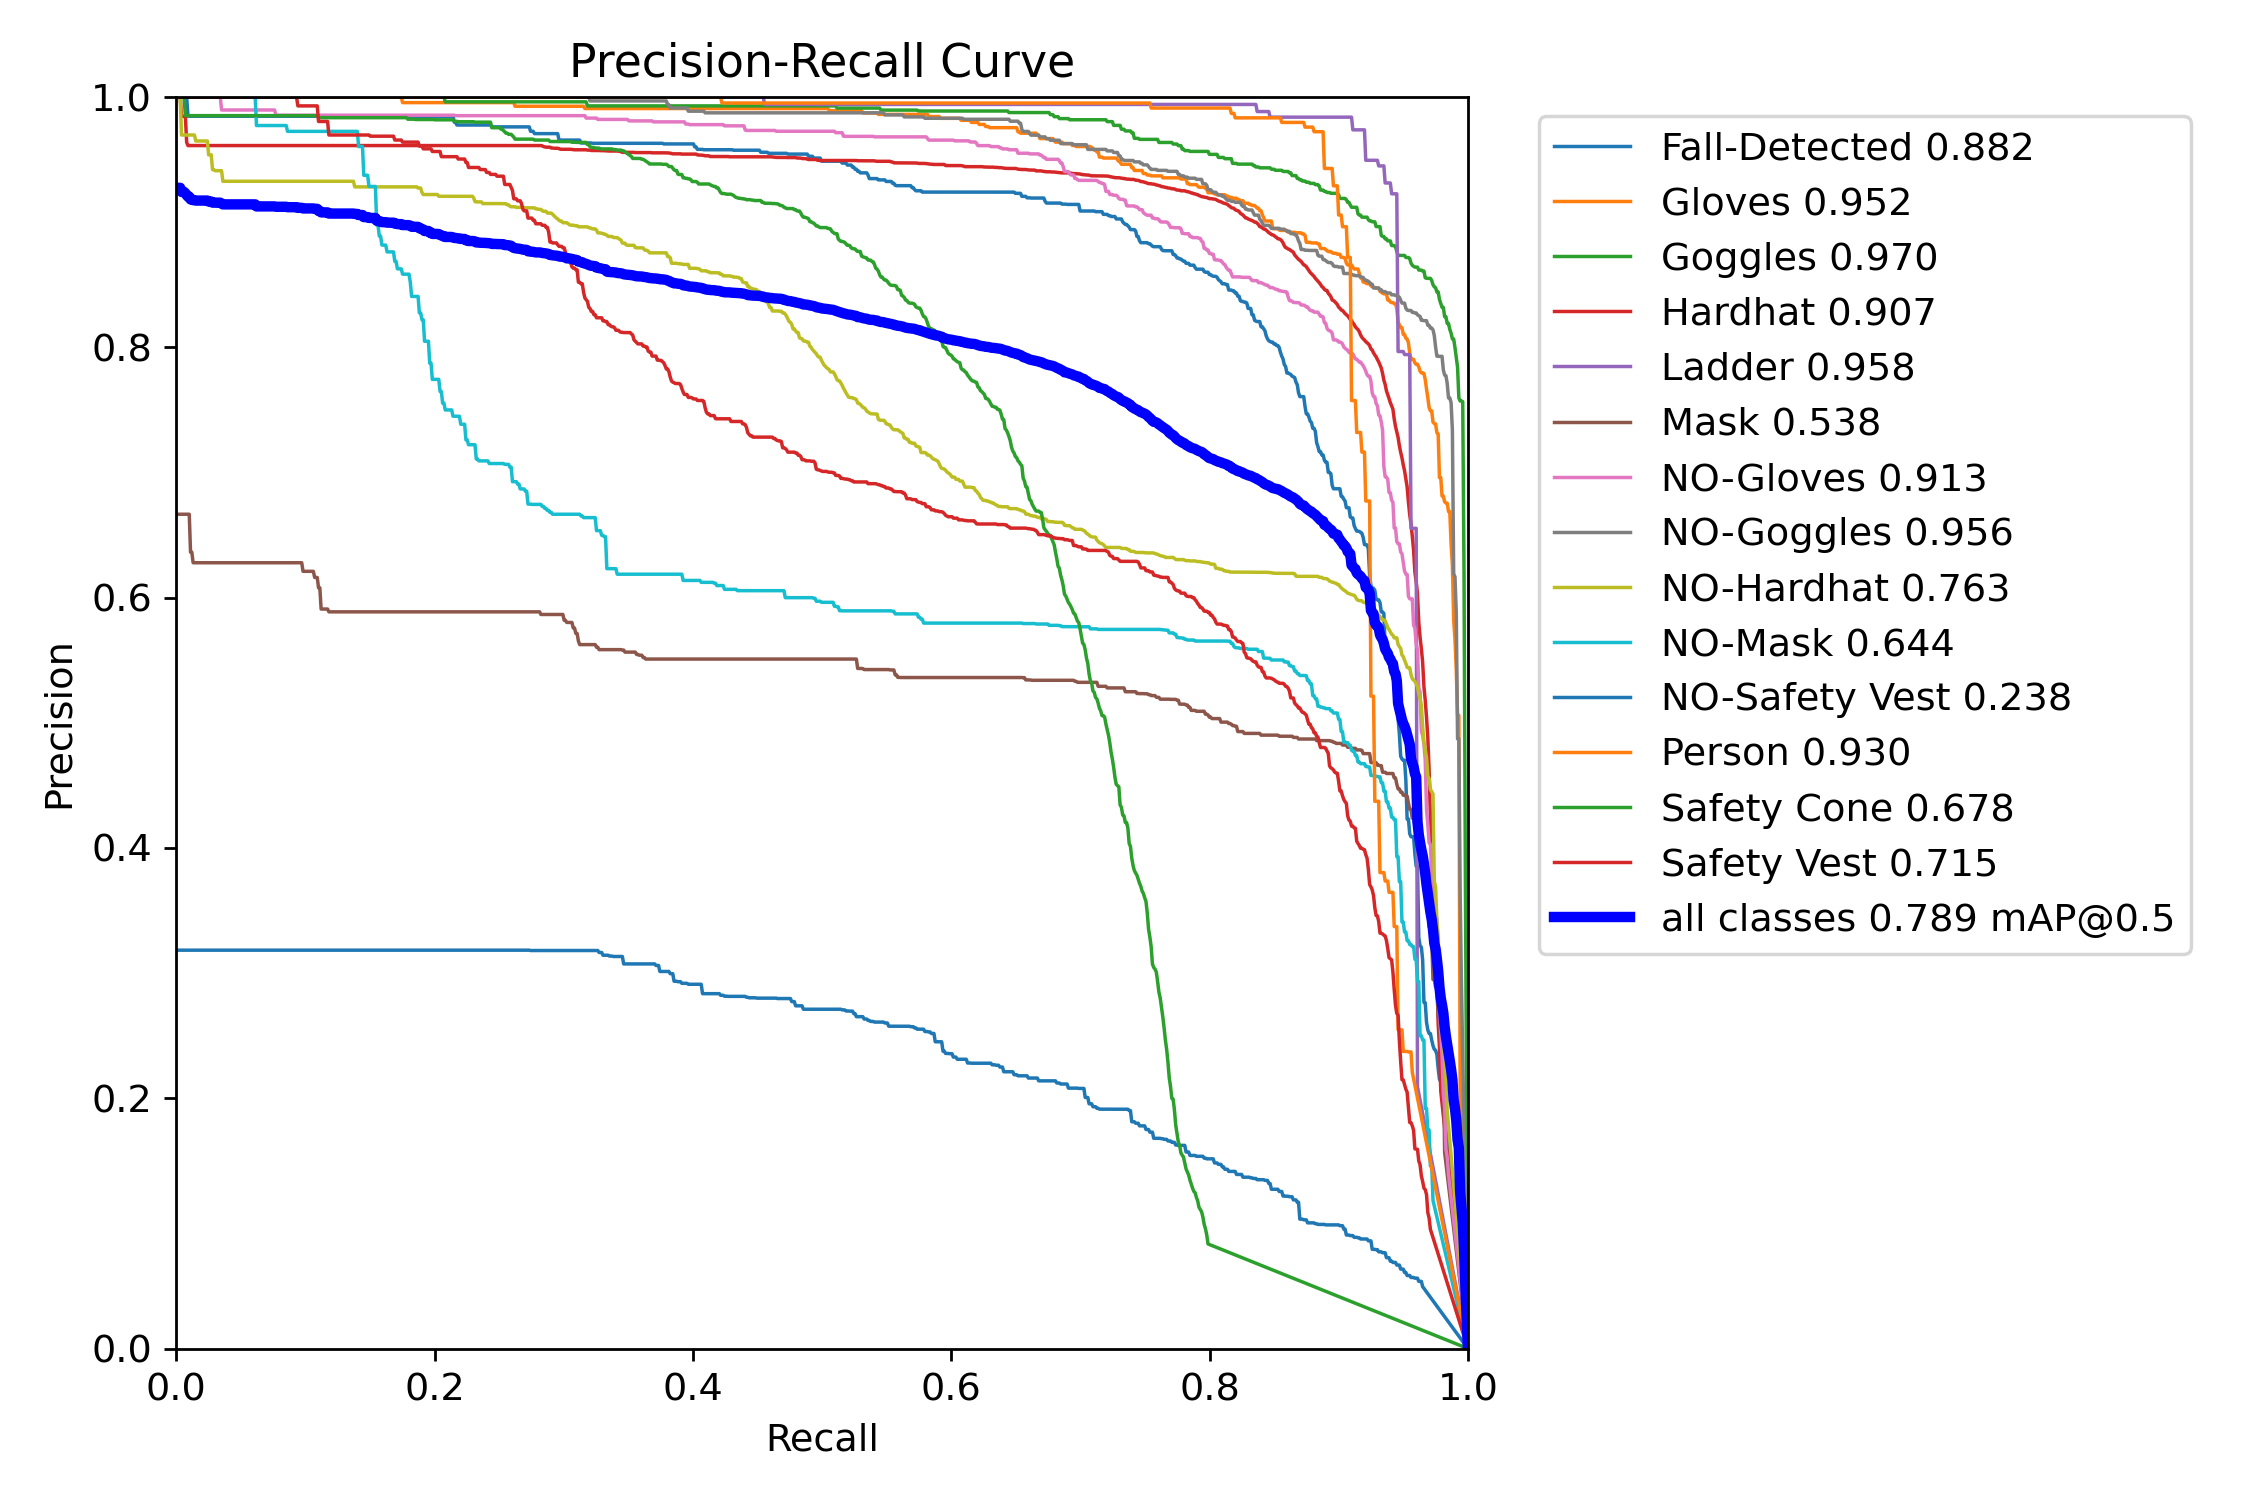 Precision-Recall Curve
1.0
0.8
0.6
0.4
0.2
0.0
Precision
0.0 0.2 0.4 0.6 0.8 1.0
Recall
Fall-Detected 0.882
Gloves 0.952
Goggles 0.970
Hardhat 0.907
Ladder 0.958
Mask 0.538
NO-Gloves 0.913
NO-Goggles 0.956
NO-Hardhat 0.763
NO-Mask 0.644
NO-Safety Vest 0.238
Person 0.930
Safety Cone 0.678
Safety Vest 0.715
all classes 0.789 mAP@0.5